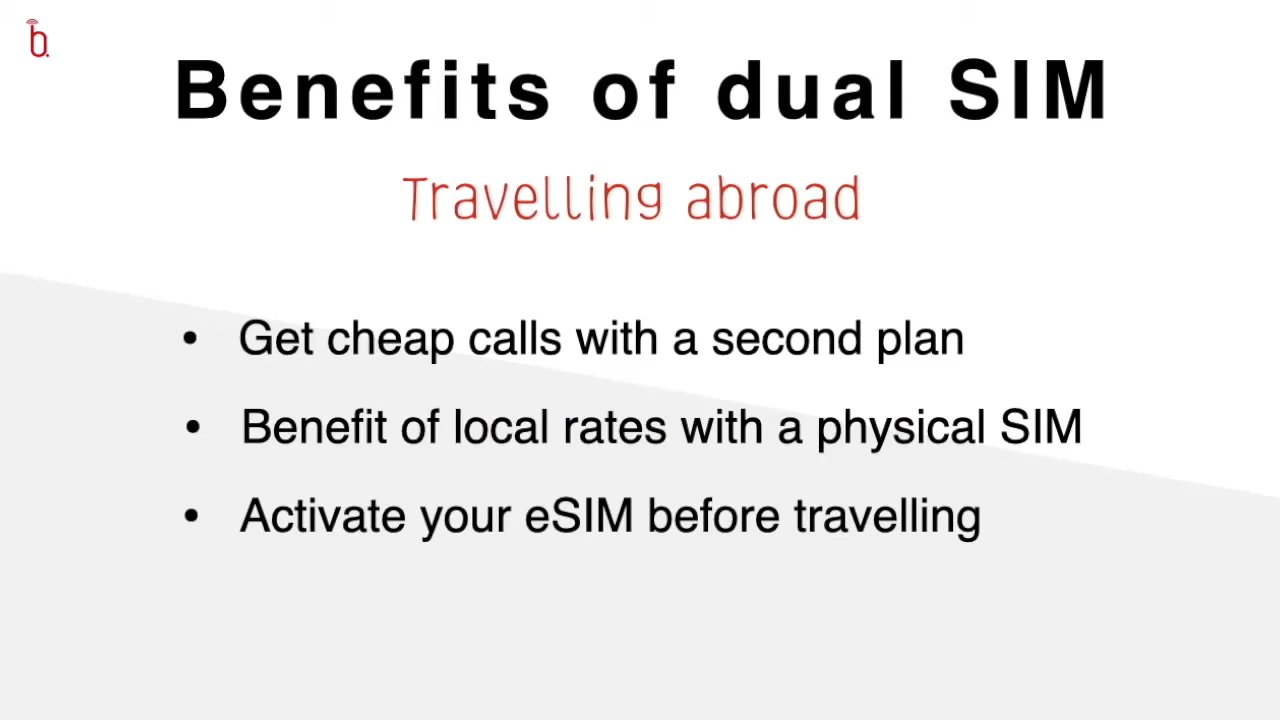 b.
Benefits of dual SIM
Travelling abroad
• Get cheap calls with a second plan
• Benefit of local rates with a physical SIM
• Activate your eSIM before travelling